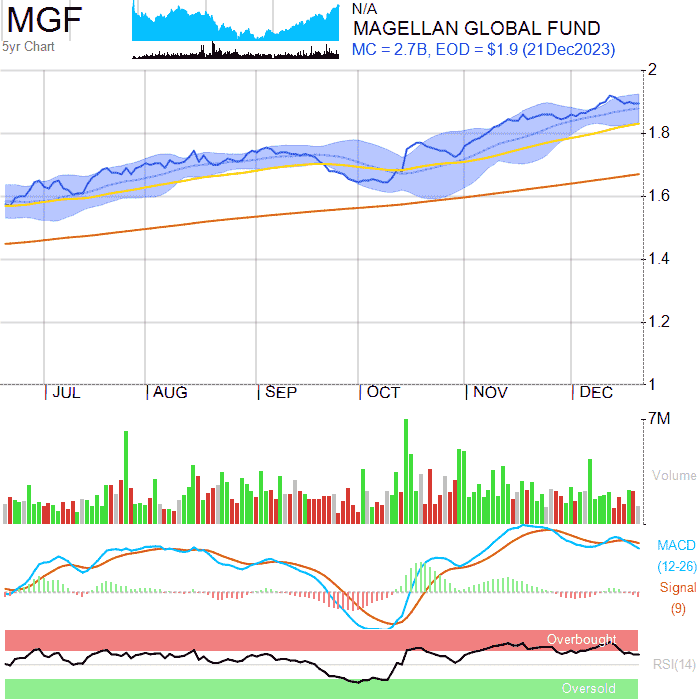 MGF
5yr Chart
N/A
MAGELLAN GLOBAL FUND
MC = 2.7B, EOD = $1.9 (21Dec2023)
2
1.8
1.6
1.4
1.2
1
JUL AUG SEP OCT NOV DEC
7M
Volume
MACD
(12-26)
Signal
(9)
Overbought
RSI(14)
Oversold